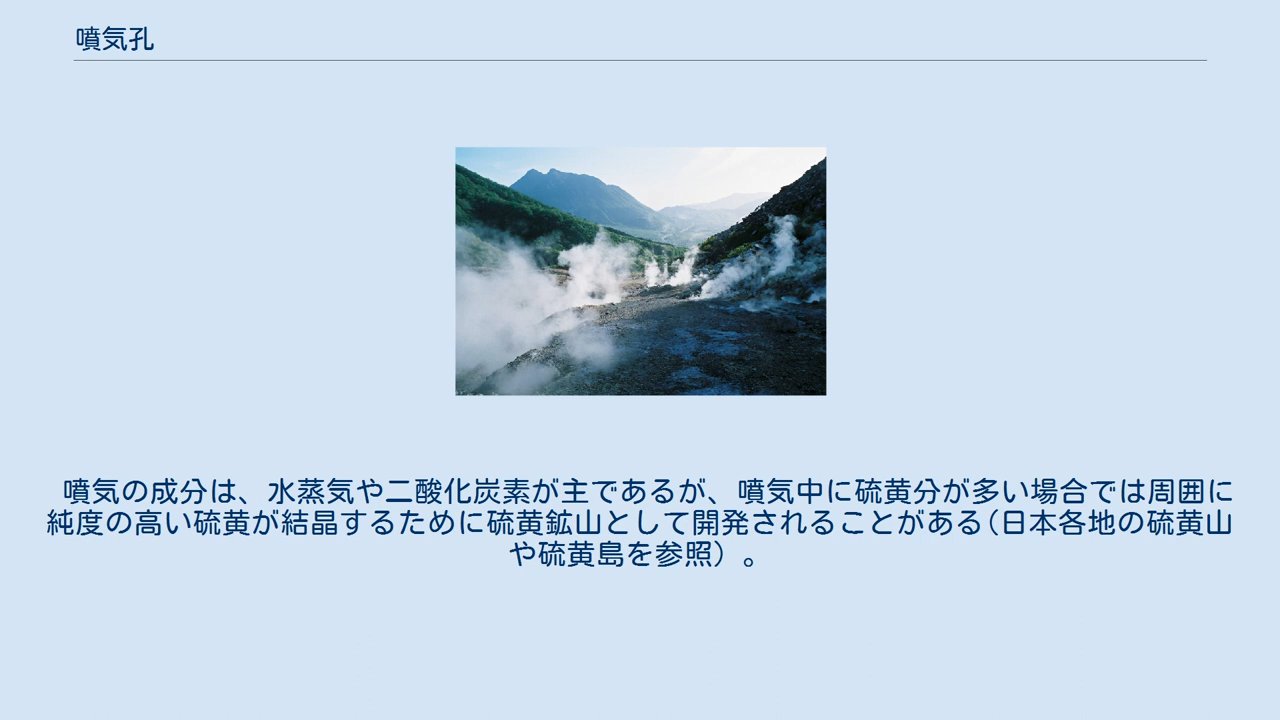 噴気孔
噴気の成分は、水蒸気や二酸化炭素が主であるが、噴気中に硫黄分が多い場合では周囲に
純度の高い硫黄が結晶するために硫黄鉱山として開発されることがある(日本各地の硫黄山
や硫黄島を参照）。